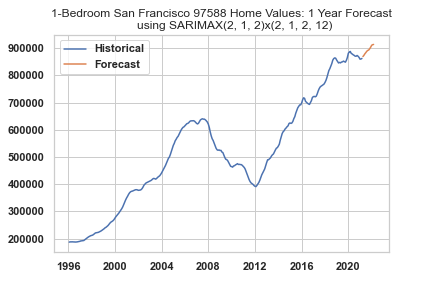 1-Bedroom San Francisco 97588 Home Values: 1 Year Forecast
using SARIMAX(2, 1, 2)x(2, 1, 2, 12)
Historical
Forecast
900000
800000
700000
600000
500000
400000
300000
200000
1996 2000 2004 2008 2012 2016 2020